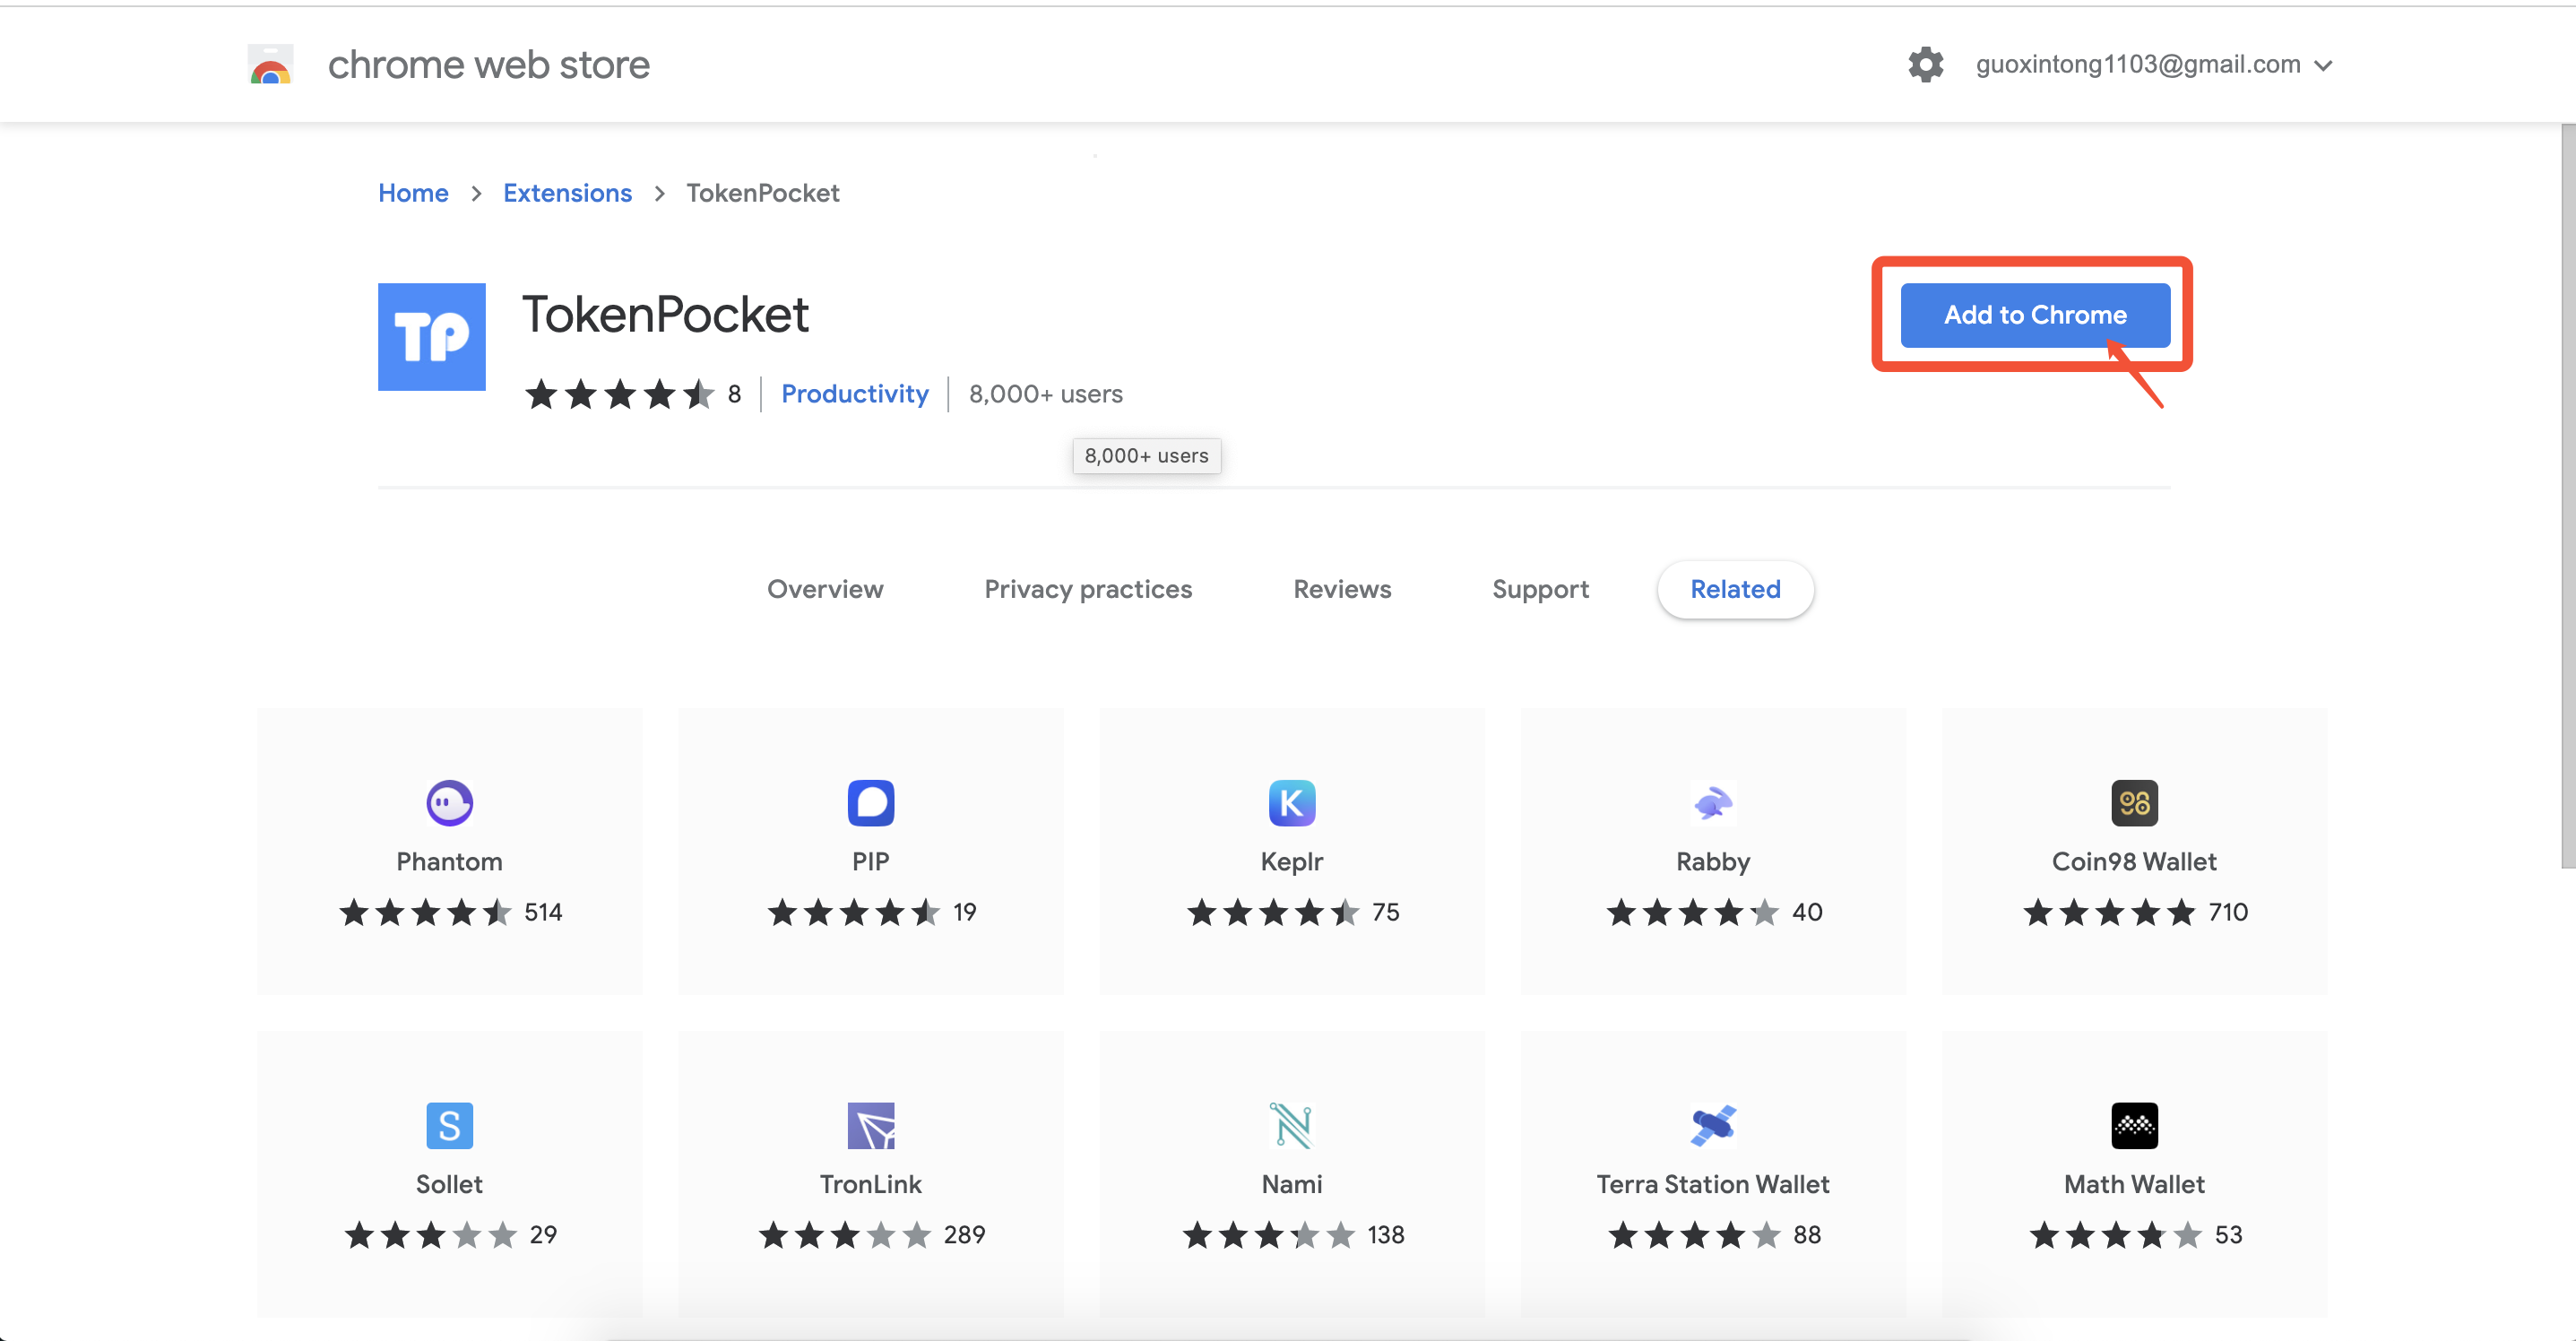 chrome web store
guoxintong1103@gmail.com
Home > Extensions > TokenPocket
TP
TokenPocket
Add to Chrome
8 | Productivity | 8,000+ users
8,000+ users
Overview Privacy practices Reviews Support Related
K
98
Phantom PIP Keplr Rabby Coin98 Wallet
514 19 75 40 710
S
N
Sollet TronLink Nami Terra Station Wallet Math Wallet
29 289 138 88 53